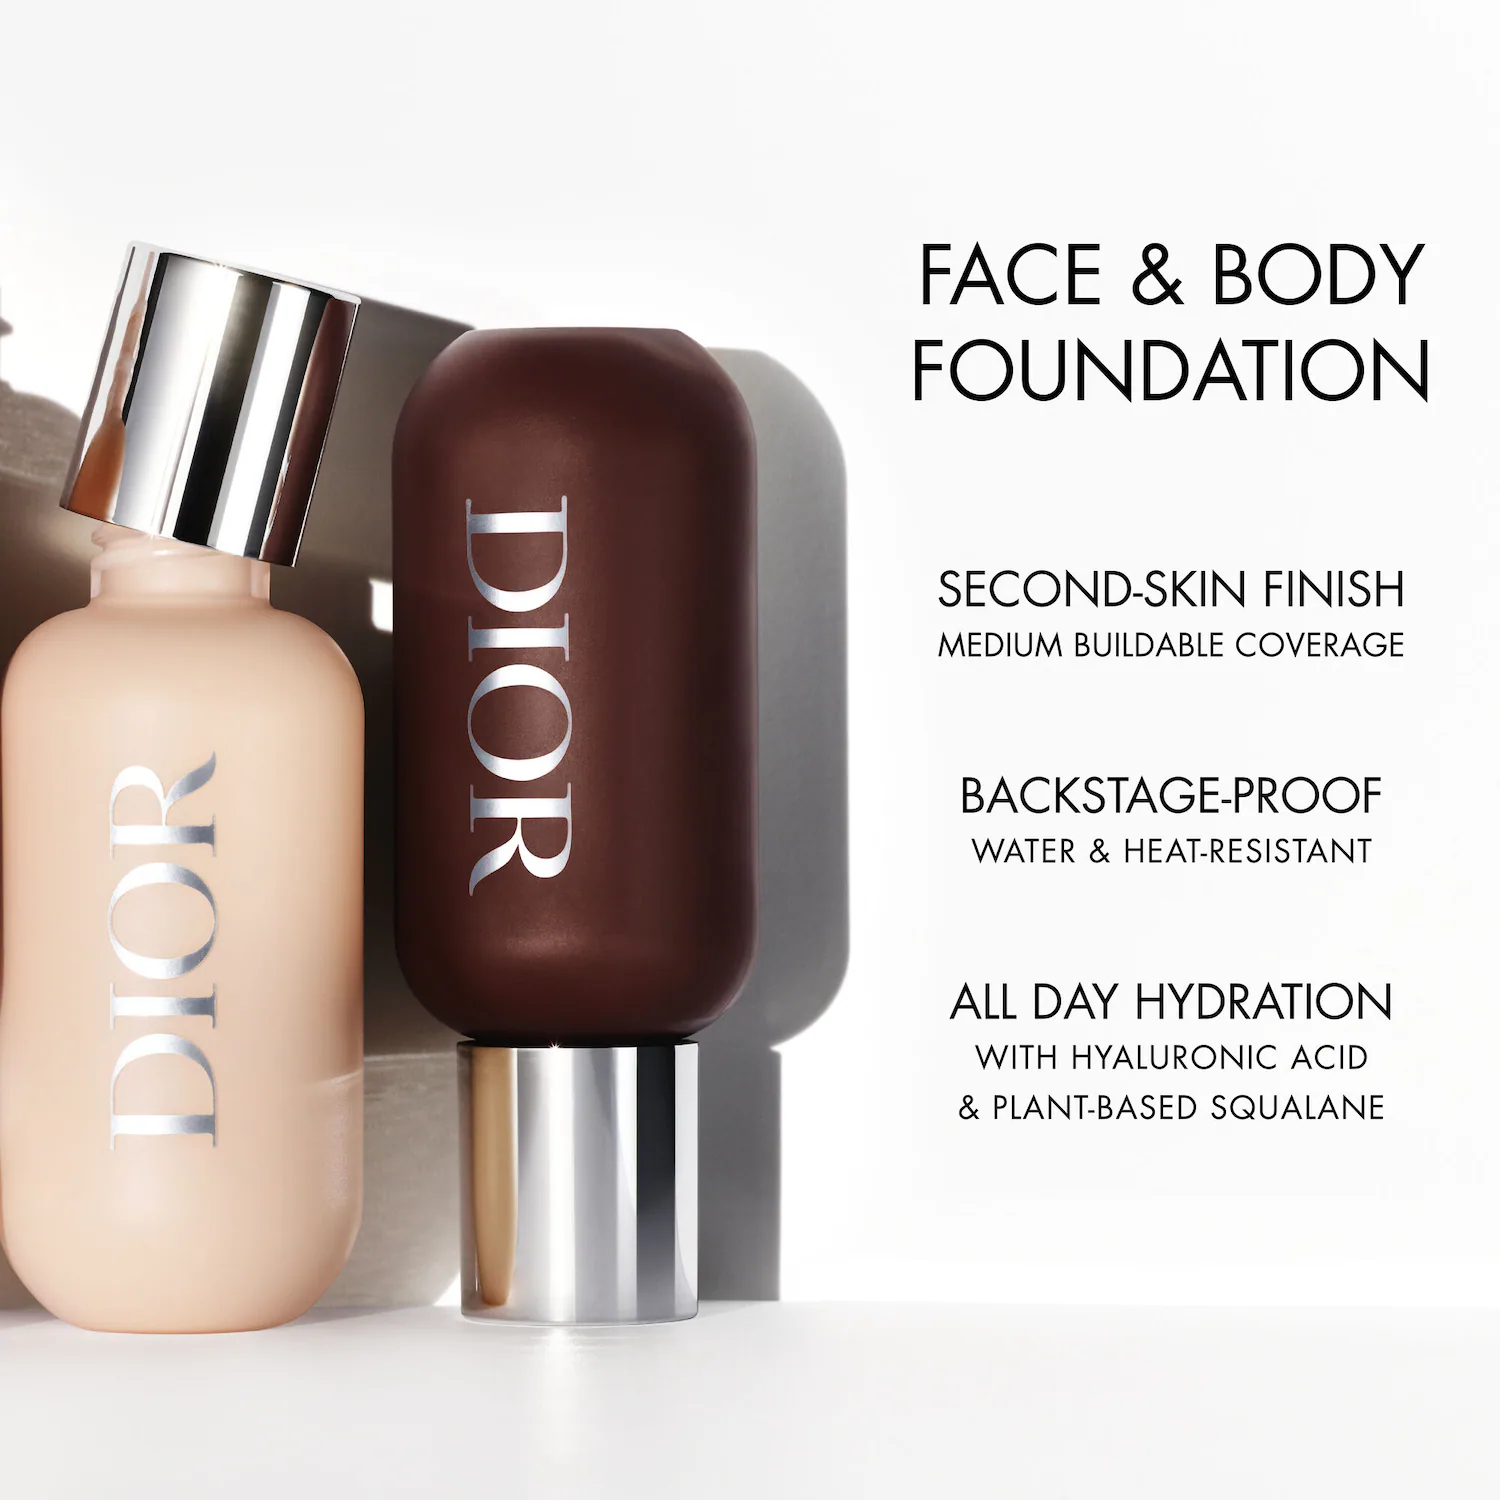 DIOR
DIOR
FACE & BODY
FOUNDATION
SECOND-SKIN FINISH
MEDIUM BUILDABLE COVERAGE
BACKSTAGE-PROOF
WATER & HEAT-RESISTANT
ALL DAY HYDRATION
WITH HYALURONIC ACID
& PLANT-BASED SQUALANE